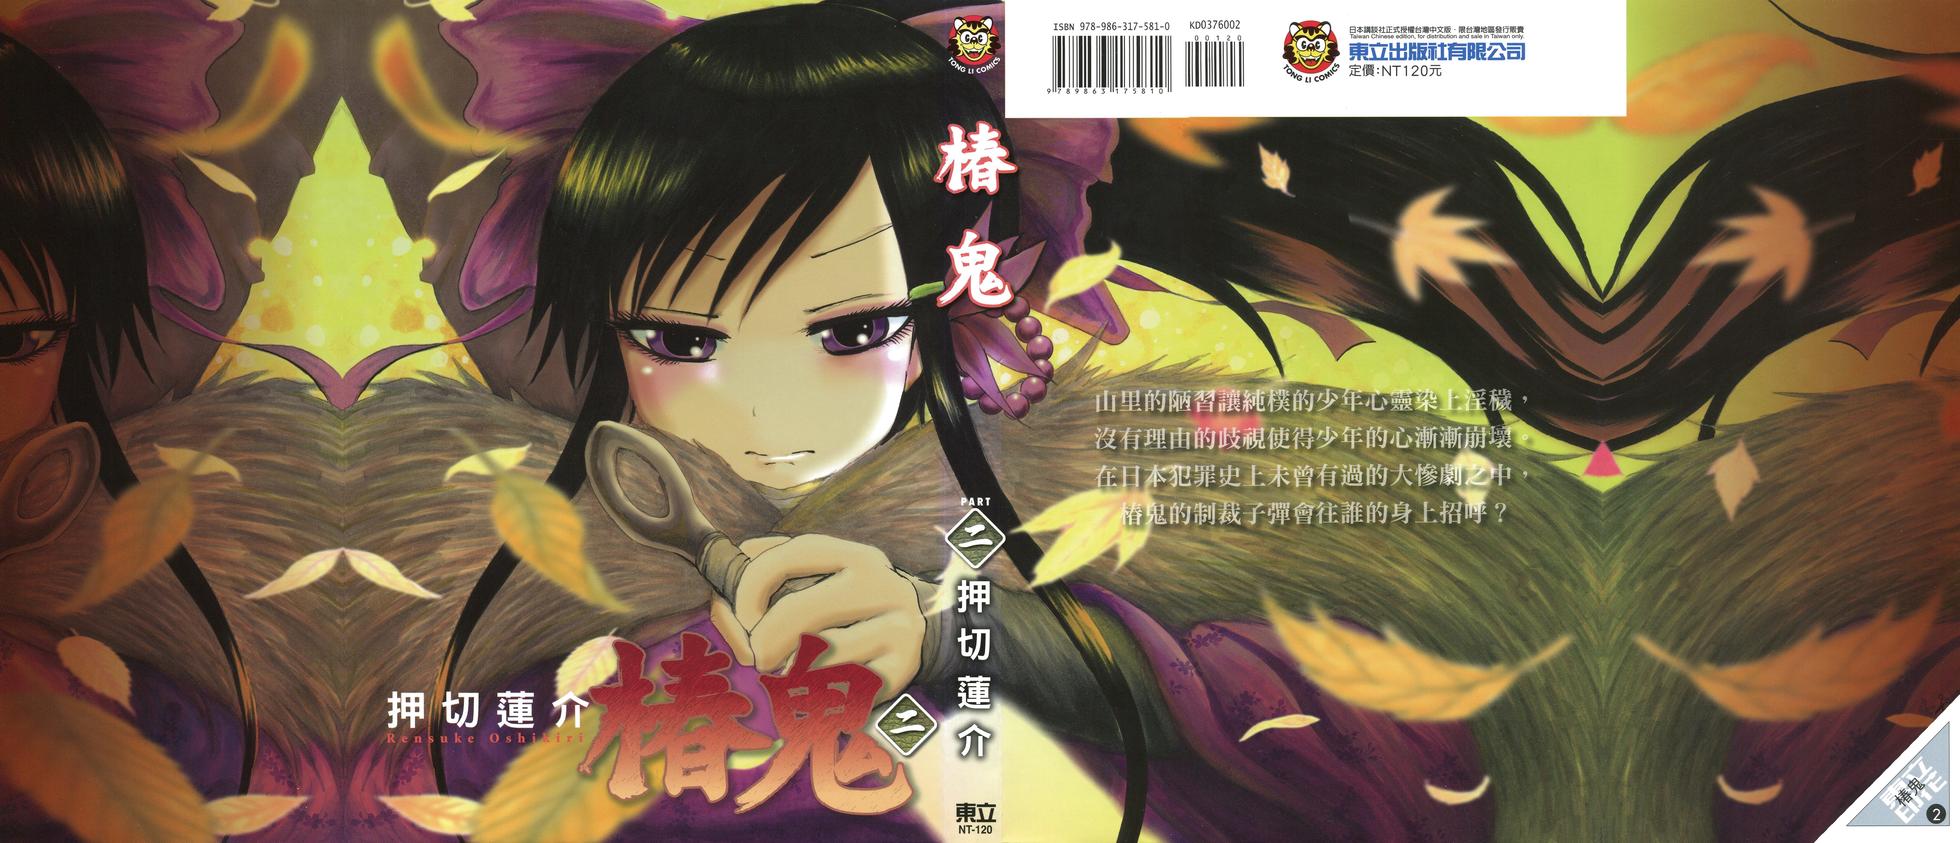 押切蓮介
Rensuke Oshikiri
椿鬼
二
TONG LI COMICS
椿鬼
PART
二
押切蓮介
東立
NT-120
ISBN 978-986-317-581-0
9789863175810
KD0376002
00120
TONG LI COMICS
日本講談社正式授權台灣中文版‧限台灣地區發行販賣
Taiwan Chinese edition, for distribution and sale in Taiwan only.
東立出版社有限公司
定價:NT120元
山里的陋習讓純樸的少年心靈染上淫穢，
沒有理由的歧視使得少年的心漸漸崩壞。
在日本犯罪史上未曾有過的大慘劇之中，
椿鬼的制裁子彈會往誰的身上招呼？
椿鬼
2